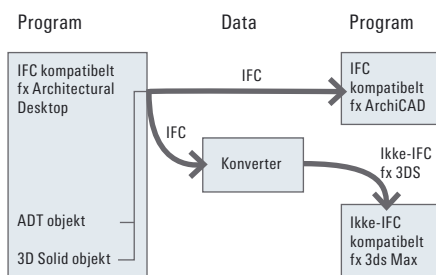 Program
Data
Program
IFC kompatibelt
fx Architectural
Desktop
IFC
IFC
kompatibelt
fx ArchiCAD
IFC
Konverter
Ikke-IFC
fx 3DS
ADT objekt
3D Solid objekt
Ikke-IFC
kompatibelt
fx 3ds Max